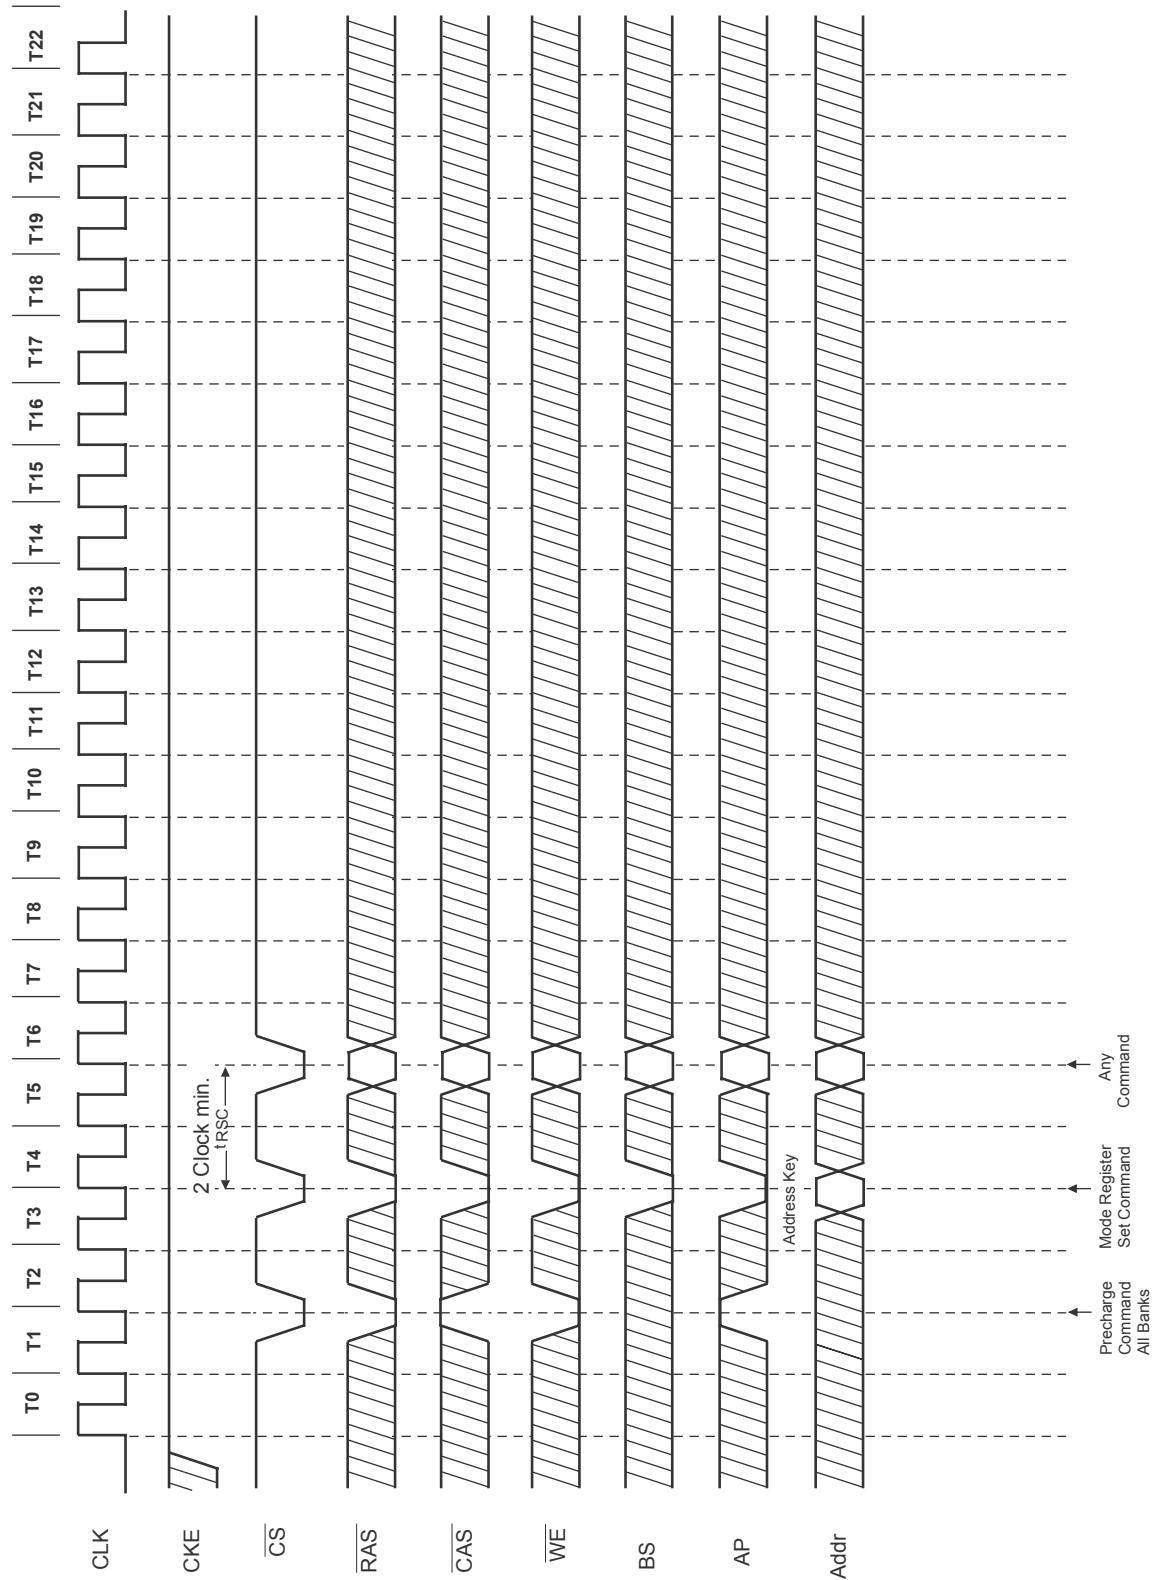 T0 T1 T2 T3 T4 T5 T6 T7 T8 T9 T10 T11 T12 T13 T14 T15 T16 T17 T18 T19 T20 T21 T22
CLK
CKE
2 Clock min.
tRSC
CS
RAS
CAS
WE
BS
AP
Address Key
Addr
Precharge
Command
All Banks
Mode Register
Set Command
Any
Command